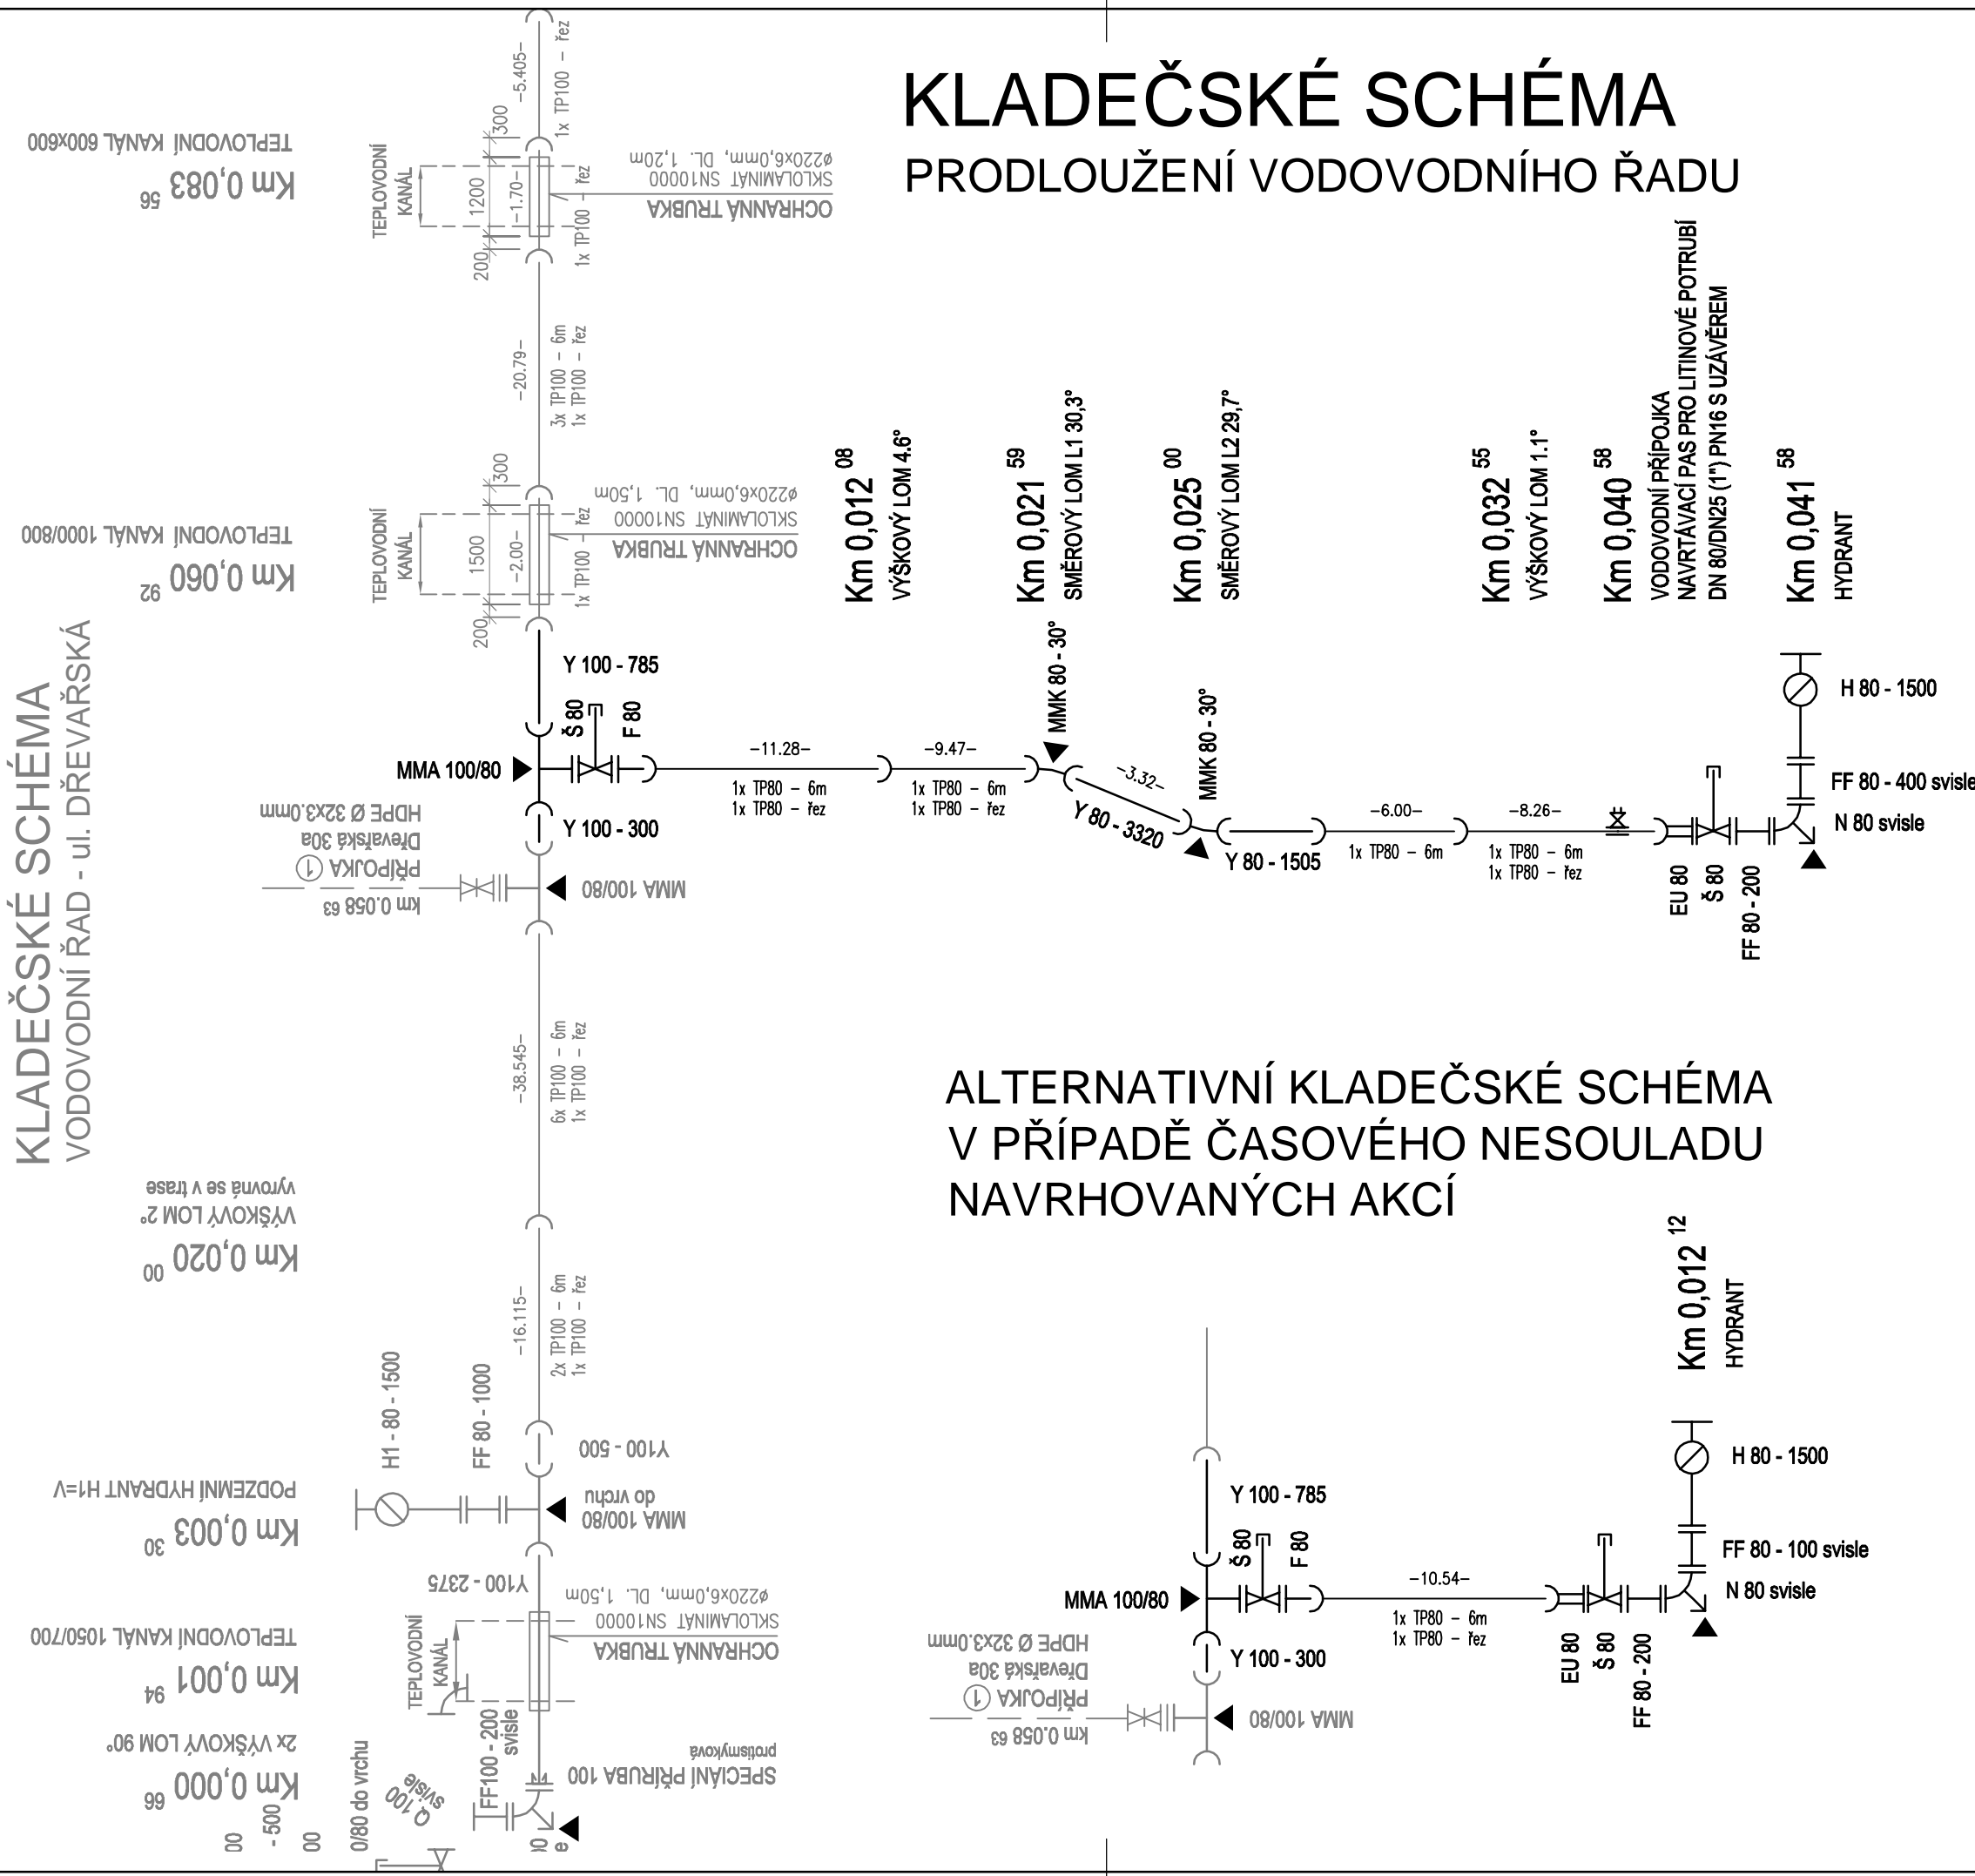 KLADEČSKÉ SCHÉMA
PRODLOUŽENÍ VODOVODNÍHO ŘADU
Km 0,012 08
VÝŠKOVÝ LOM 4.6°
Km 0,021 59
SMĚROVÝ LOM L1 30,3°
Km 0,025 00
SMĚROVÝ LOM L2 29,7°
Km 0,032 55
VÝŠKOVÝ LOM 1.1°
Km 0,040 58
VODOVODNÍ PŘÍPOJKA
NAVRTÁVACÍ PAS PRO LITINOVÉ POTRUBÍ
DN 80/DN25 (1") PN16 S UZÁVĚREM
Km 0,041 58
HYDRANT
Y 100 - 785
Š 80
F 80
MMA 100/80
Y 100 - 300
-11.28-
1x TP80 - 6m
1x TP80 - řez
-9.47-
1x TP80 - 6m
1x TP80 - řez
MMK 80 - 30°
-3.32-
Y 80 - 3320
MMK 80 - 30°
Y 80 - 1505
-6.00-
1x TP80 - 6m
-8.26-
1x TP80 - 6m
1x TP80 - řez
EU 80
Š 80
FF 80 - 200
H 80 - 1500
FF 80 - 400 svisle
N 80 svisle
ALTERNATIVNÍ KLADEČSKÉ SCHÉMA
V PŘÍPADĚ ČASOVÉHO NESOULADU
NAVRHOVANÝCH AKCÍ
Km 0,012 12
HYDRANT
Y 100 - 785
Š 80
F 80
MMA 100/80
Y 100 - 300
-10.54-
1x TP80 - 6m
1x TP80 - řez
EU 80
Š 80
FF 80 - 200
H 80 - 1500
FF 80 - 100 svisle
N 80 svisle
MMA 100/80
km 0.058 63
PŘÍPOJKA 1
Dřevařská 30a
HDPE Ø 32x3.0mm
KLADEČSKÉ SCHÉMA
VODOVODNÍ ŘAD - ul. DŘEVAŘSKÁ
Km 0,083 56
TEPLOVODNÍ KANÁL 600x600
-5.405-
1x TP100 - řez
300
1200
200
-1.70-
1x TP100 - řez
TEPLOVODNÍ
KANÁL
OCHRANNÁ TRUBKA
SKLOLAMINÁT SN10000
ø220x6,0mm, DL. 1,20m
-20.79-
3x TP100 - 6m
1x TP100 - řez
Km 0,060 92
TEPLOVODNÍ KANÁL 1000/800
300
1500
200
-2.00-
1x TP100 - řez
TEPLOVODNÍ
KANÁL
OCHRANNÁ TRUBKA
SKLOLAMINÁT SN10000
ø220x6,0mm, DL. 1,50m
km 0.058 63
PŘÍPOJKA 1
Dřevařská 30a
HDPE Ø 32x3.0mm
MMA 100/80
-38.545-
6x TP100 - 6m
1x TP100 - řez
Km 0,020 00
VÝŠKOVÝ LOM 2°
vyrovná se v trase
-16.115-
2x TP100 - 6m
1x TP100 - řez
H1 - 80 - 1500
FF 80 - 1000
Y100 - 500
Km 0,003 30
PODZEMNÍ HYDRANT H1=V
MMA 100/80
do vrchu
Y100 - 2375
Km 0,001 94
TEPLOVODNÍ KANÁL 1050/700
TEPLOVODNÍ
KANÁL
OCHRANNÁ TRUBKA
SKLOLAMINÁT SN10000
ø220x6,0mm, DL. 1,50m
Km 0,000 66
2x VÝŠKOVÝ LOM 90°
SPECIÁNÍ PŘÍRUBA 100
protismyková
FF100 - 200
svisle
Q 100
svisle
0/80 do vrchu
00
- 500
00
e